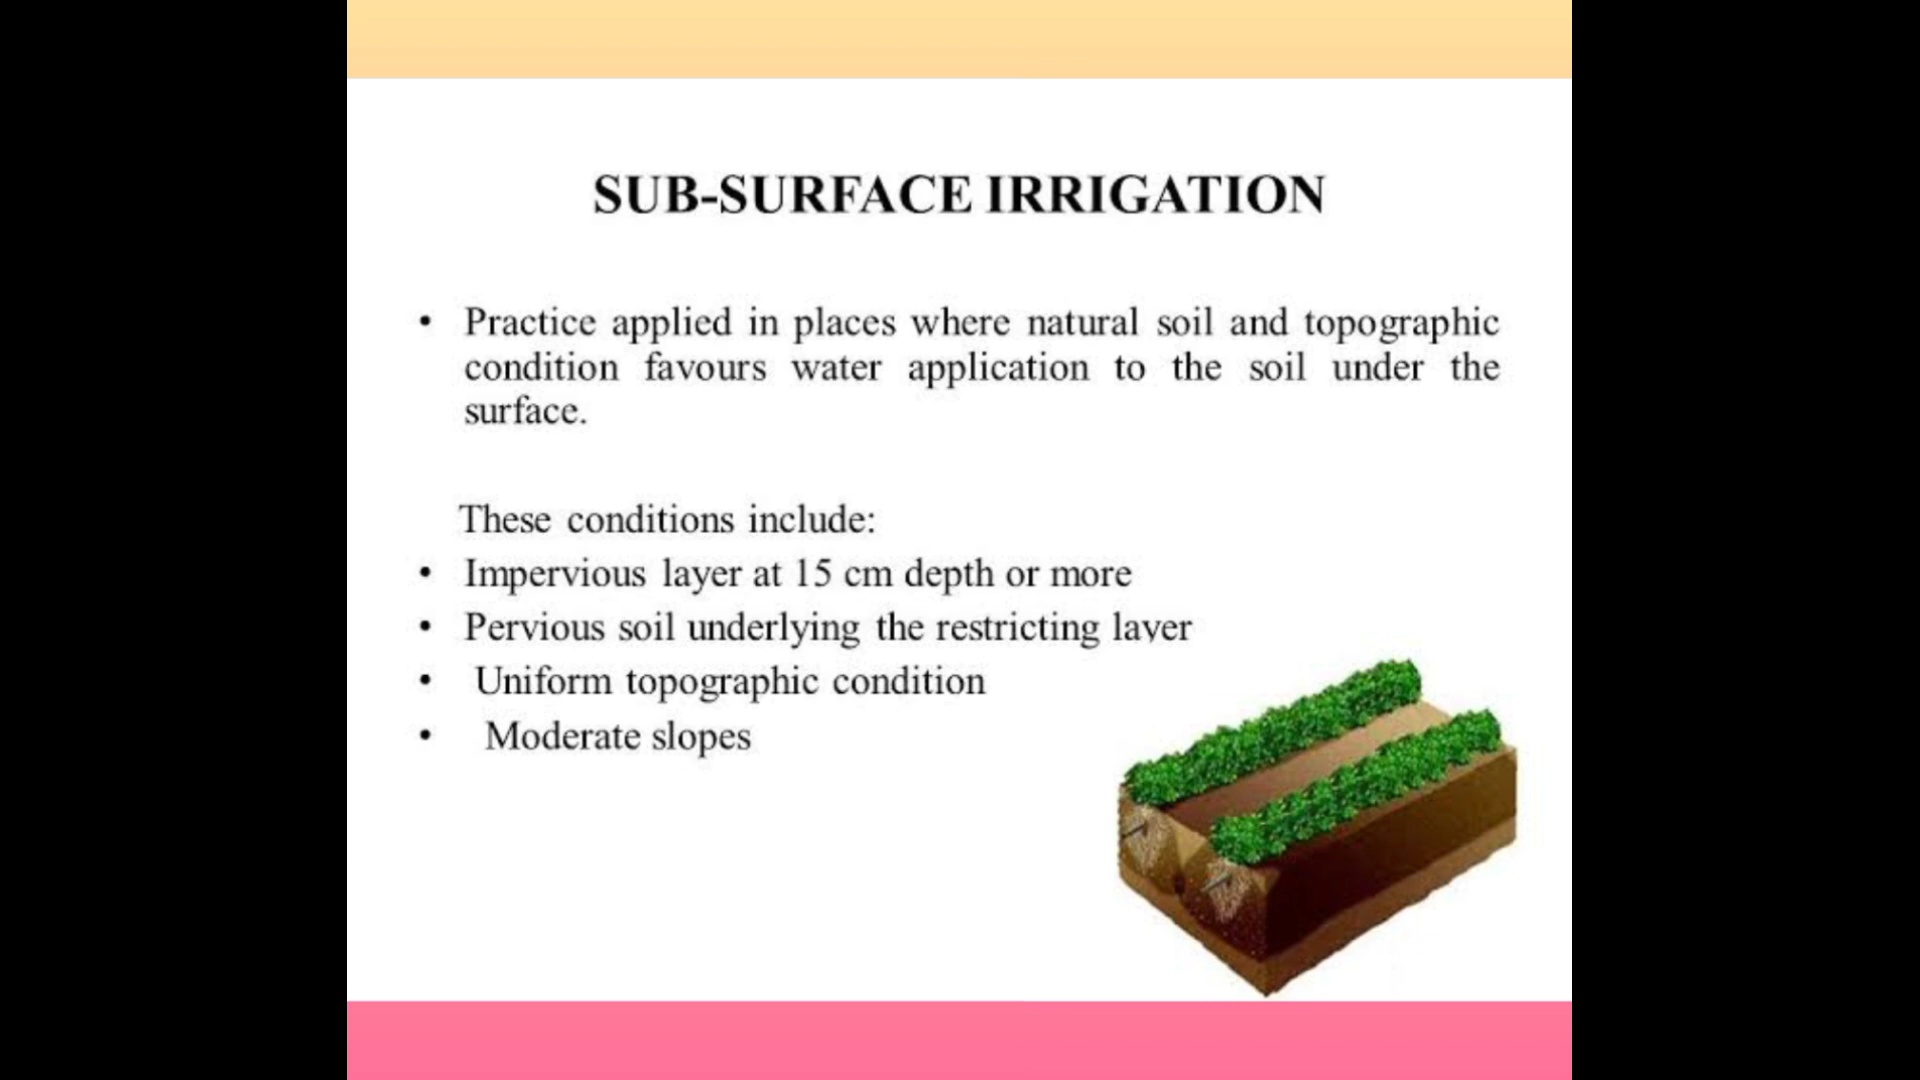 SUB-SURFACE IRRIGATION
• Practice applied in places where natural soil and topographic
condition favours water application to the soil under the
surface.
These conditions include:
• Impervious layer at 15 cm depth or more
• Pervious soil underlying the restricting layer
• Uniform topographic condition
• Moderate slopes